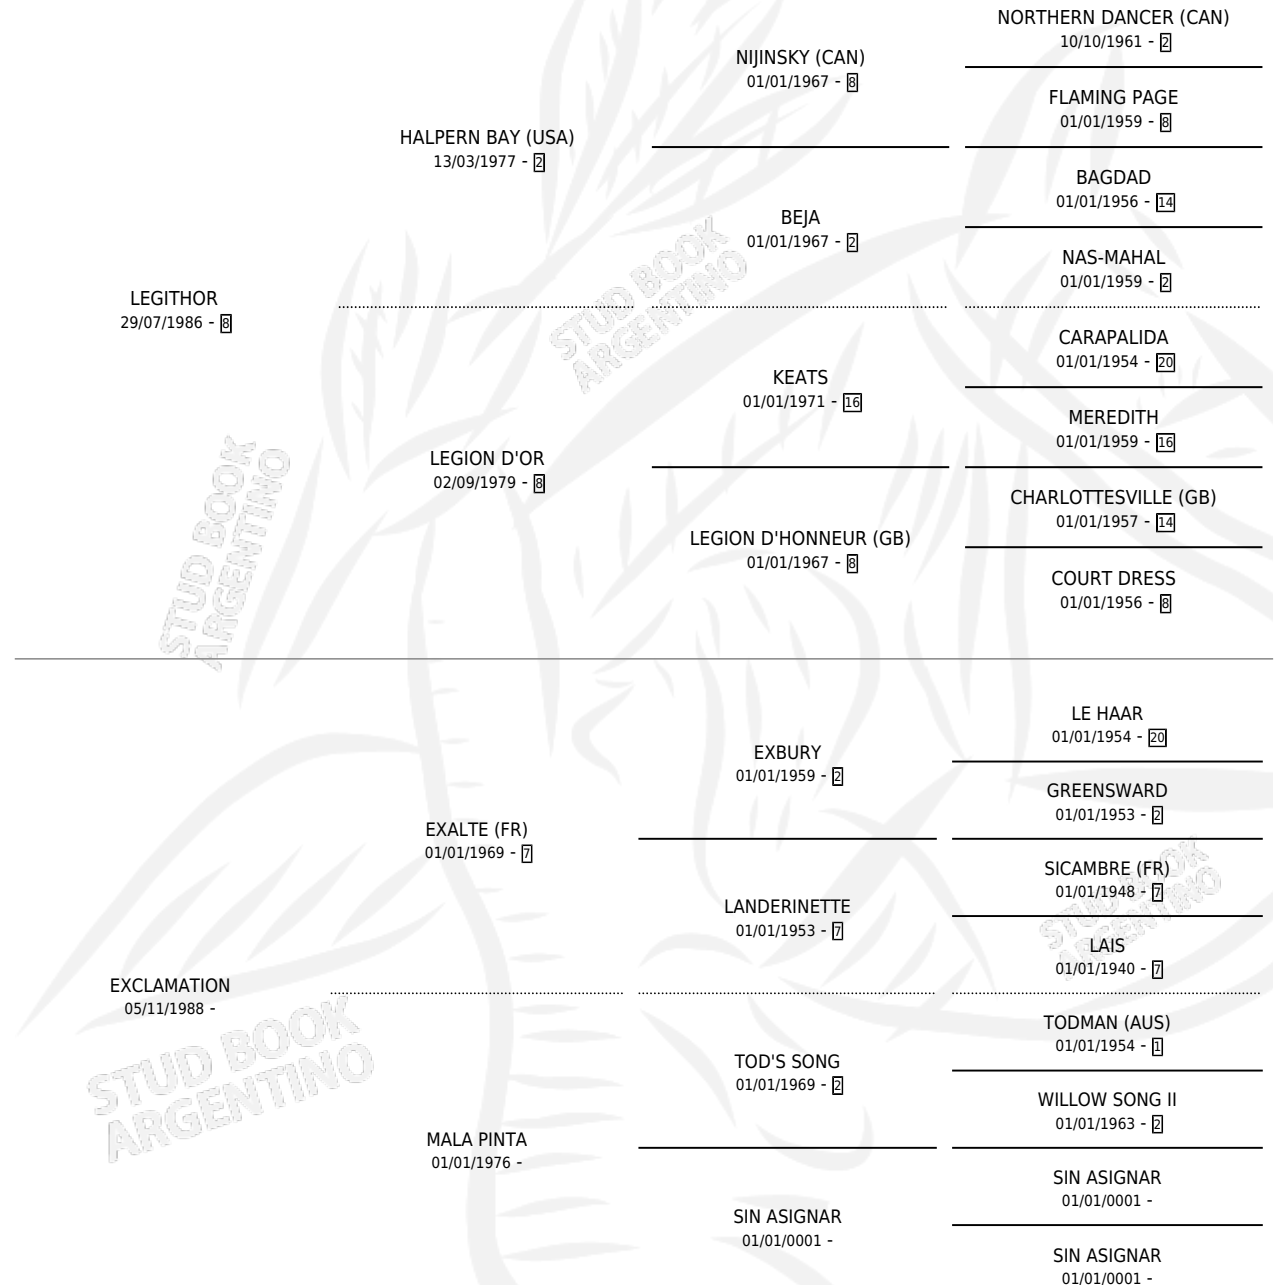 NORTHERN DANCER (CAN)
10/10/1961 - 2
NIJINSKY (CAN)
01/01/1967 - 8
FLAMING PAGE
01/01/1959 - 8
HALPERN BAY (USA)
13/03/1977 - 2
BAGDAD
01/01/1956 - 14
BEJA
01/01/1967 - 2
NAS-MAHAL
01/01/1959 - 2
LEGITHOR
29/07/1986 - 8
CARAPALIDA
01/01/1954 - 20
KEATS
01/01/1971 - 16
MEREDITH
01/01/1959 - 16
LEGION D'OR
02/09/1979 - 8
CHARLOTTESVILLE (GB)
01/01/1957 - 14
LEGION D'HONNEUR (GB)
01/01/1967 - 8
COURT DRESS
01/01/1956 - 8
LE HAAR
01/01/1954 - 20
EXBURY
01/01/1959 - 2
GREENSWARD
01/01/1953 - 2
EXALTE (FR)
01/01/1969 - 7
SICAMBRE (FR)
01/01/1948 - 7
LANDERINETTE
01/01/1953 - 7
LAIS
01/01/1940 - 7
EXCLAMATION
05/11/1988 -
TODMAN (AUS)
01/01/1954 - 1
TOD'S SONG
01/01/1969 - 2
WILLOW SONG II
01/01/1963 - 2
MALA PINTA
01/01/1976 -
SIN ASIGNAR
01/01/0001 -
SIN ASIGNAR
01/01/0001 -
SIN ASIGNAR
01/01/0001 -
STUD BOOK
ARGENTINO
STUD BOOK
ARGENTINO
STUD BOOK
ARGENTINO
STUD BOOK
ARGENTINO